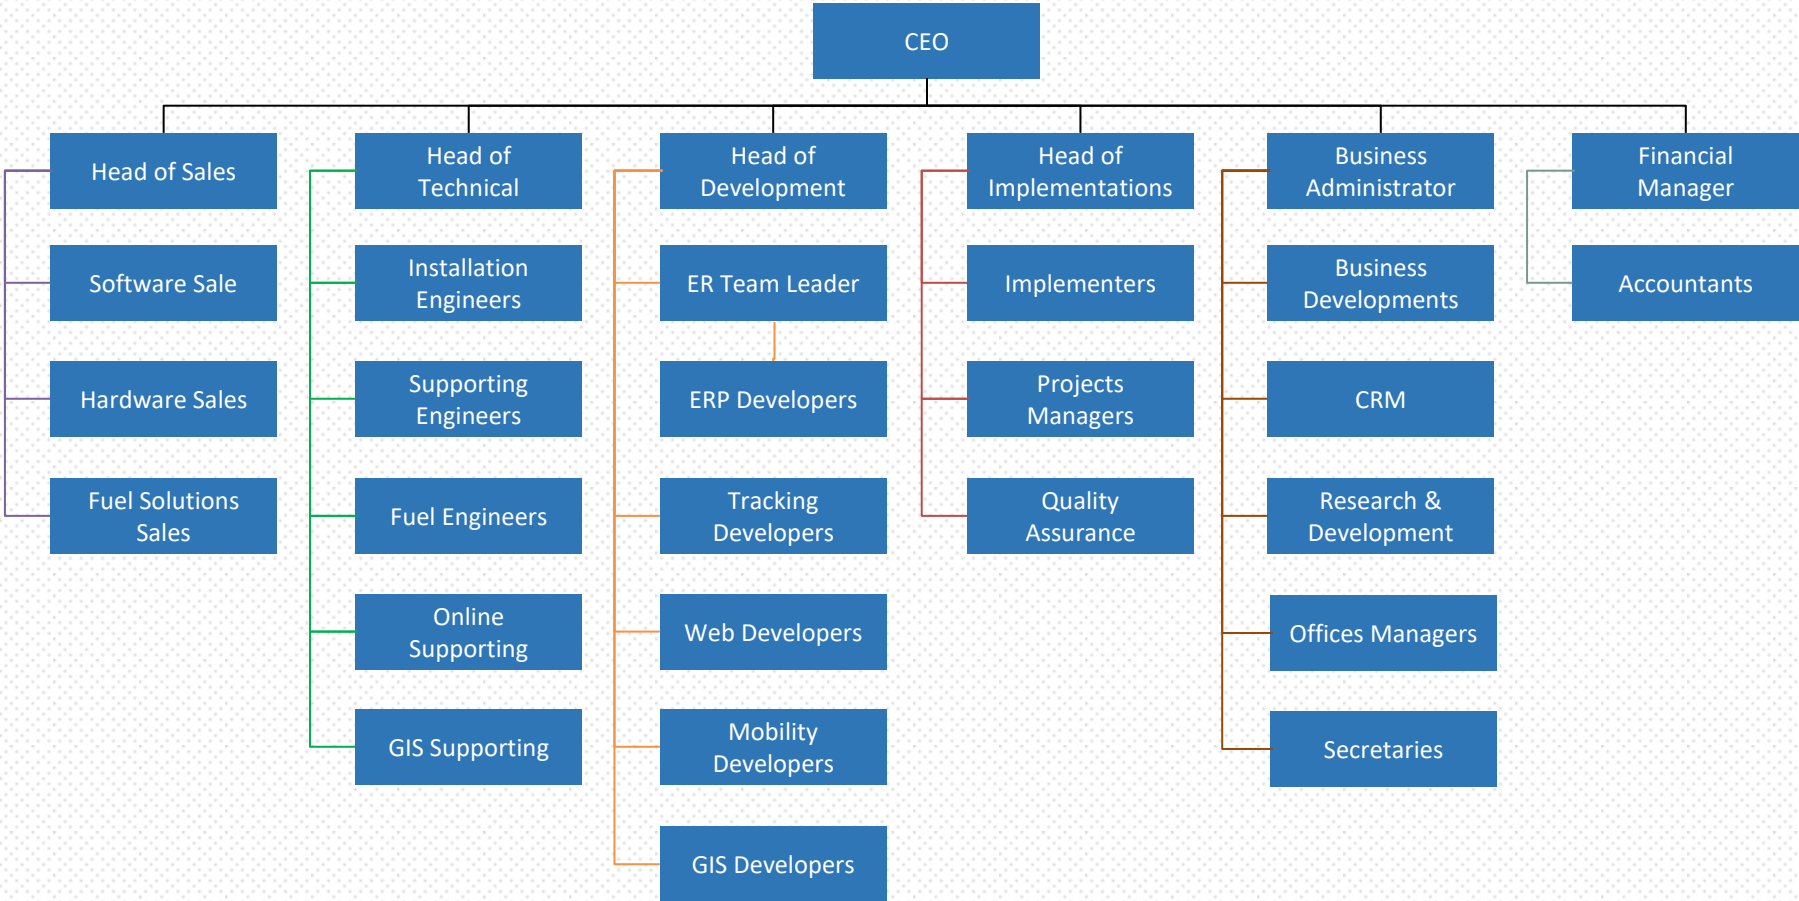 CEO
Head of Sales
Software Sale
Hardware Sales
Fuel Solutions
Sales
Head of
Technical
Installation
Engineers
Supporting
Engineers
Fuel Engineers
Online
Supporting
GIS Supporting
Head of
Development
ER Team Leader
ERP Developers
Tracking
Developers
Web Developers
Mobility
Developers
GIS Developers
Head of
Implementations
Implementers
Projects
Managers
Quality
Assurance
Business
Administrator
Business
Developments
CRM
Research &
Development
Offices Managers
Secretaries
Financial
Manager
Accountants